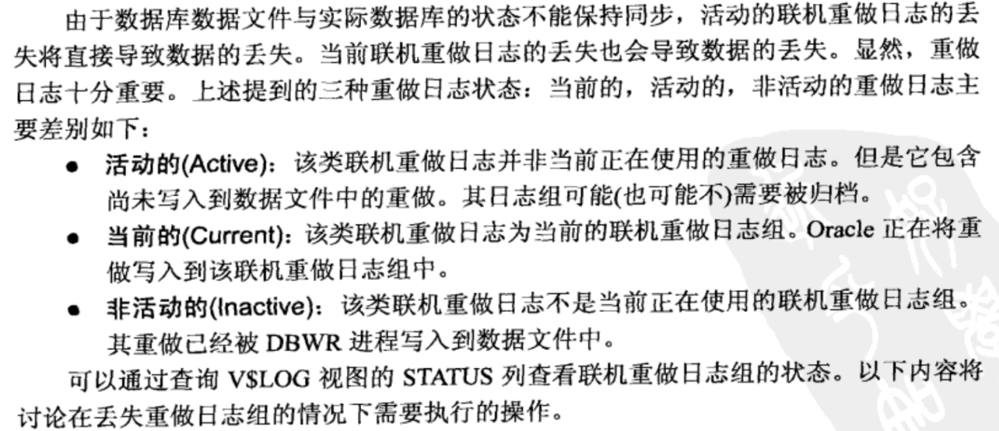 由于数据库数据文件与实际数据库的状态不能保持同步，活动的联机重做日志的丢
失将直接导致数据的丢失。当前联机重做日志的丢失也会导致数据的丢失。显然，重做
日志十分重要。上述提到的三种重做日志状态：当前的，活动的，非活动的重做日志主
要差别如下：
● 活动的(Active)：该类联机重做日志并非当前正在使用的重做日志。但是它包含
尚未写入到数据文件中的重做。其日志组可能(也可能不)需要被归档。
● 当前的(Current)：该类联机重做日志为当前的联机重做日志组。Oracle 正在将重
做写入到该联机重做日志组中。
● 非活动的(Inactive)：该类联机重做日志不是当前正在使用的联机重做日志组。
其重做已经被 DBWR 进程写入到数据文件中。
可以通过查询 V$LOG 视图的 STATUS 列查看联机重做日志组的状态。以下内容将
讨论在丢失重做日志组的情况下需要执行的操作。